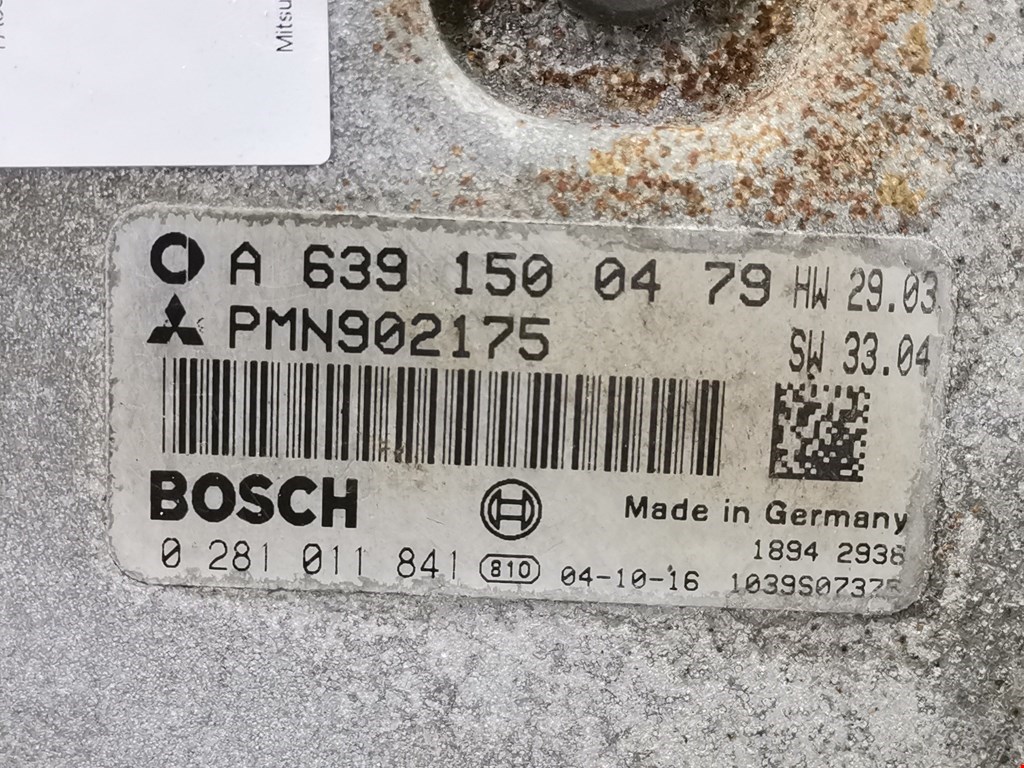 Mitsu
A 639 150 04 79 HW 29.03
PMN902175 SW 33.04
BOSCH
Made in Germany
1894 2936
0 281 011 841 810 04-10-16 1039S07375